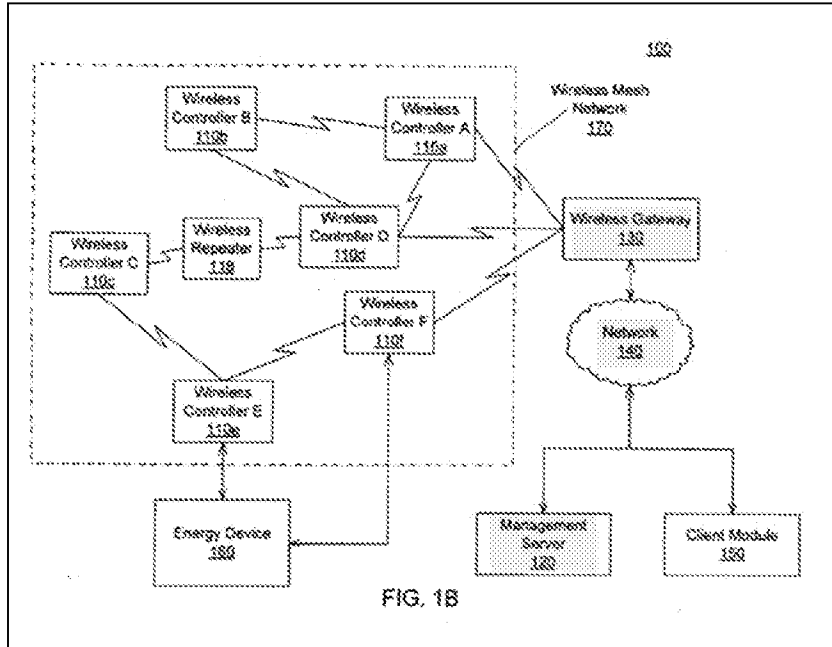 100
Wireless Mesh
Network
170
Wireless
Controller B
110b
Wireless
Controller A
110a
Wireless Gateway
130
Wireless
Controller C
110c
Wireless
Repeater
118
Wireless
Controller D
110d
Wireless
Controller F
110f
Network
140
Wireless
Controller E
110e
Energy Device
160
Management
Server
120
Client Module
150
FIG. 1B